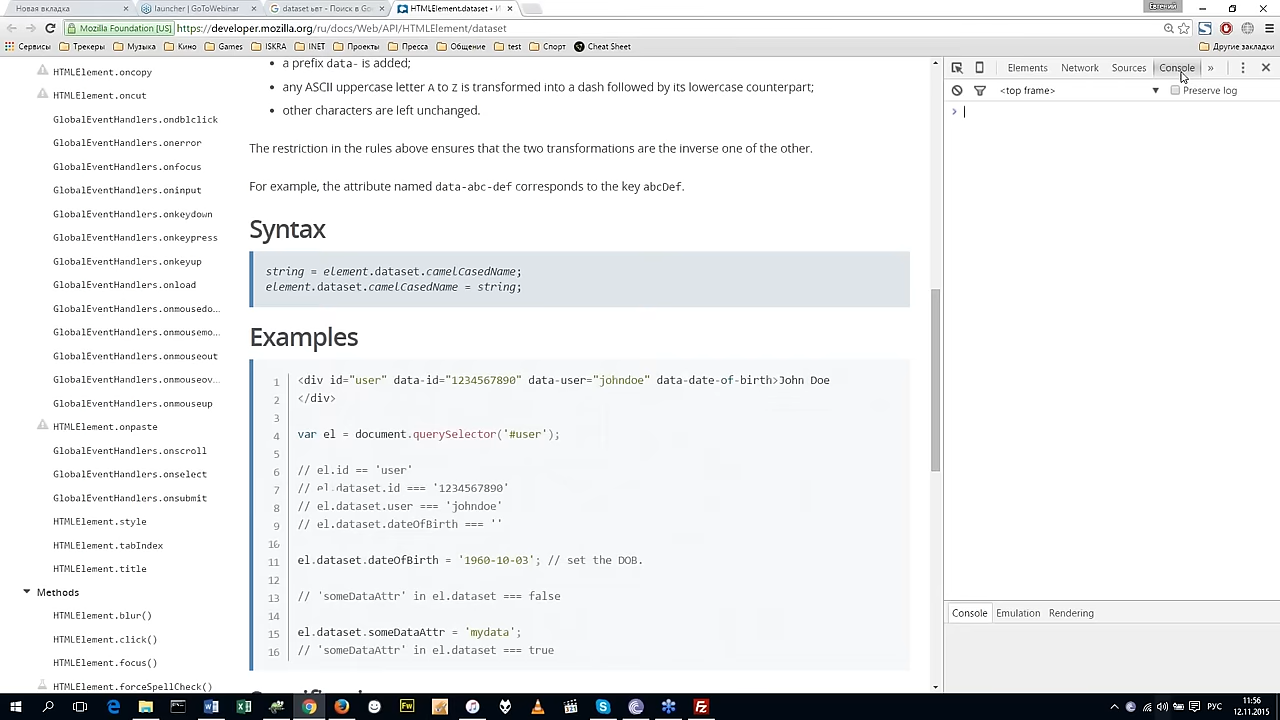 Новая вкладка
launcher | GoToWebinar
dataset ьет - Поиск в Goo
HTMLElement.dataset - И
Евгений
Mozilla Foundation [US]
https://developer.mozilla.org/ru/docs/Web/API/HTMLElement/dataset
Сервисы
Трекеры
Музыка
Кино
Games
ISKRA
INET
Проекты
Пресса
Общение
test
Спорт
Cheat Sheet
Другие закладки
HTMLElement.oncopy
HTMLElement.oncut
GlobalEventHandlers.ondblclick
GlobalEventHandlers.onerror
GlobalEventHandlers.onfocus
GlobalEventHandlers.oninput
GlobalEventHandlers.onkeydown
GlobalEventHandlers.onkeypress
GlobalEventHandlers.onkeyup
GlobalEventHandlers.onload
GlobalEventHandlers.onmousedo...
GlobalEventHandlers.onmousemo...
GlobalEventHandlers.onmouseout
GlobalEventHandlers.onmouseov...
GlobalEventHandlers.onmouseup
HTMLElement.onpaste
GlobalEventHandlers.onscroll
GlobalEventHandlers.onselect
GlobalEventHandlers.onsubmit
HTMLElement.style
HTMLElement.tabIndex
HTMLElement.title
Methods
HTMLElement.blur()
HTMLElement.click()
HTMLElement.focus()
HTMLElement.forceSpellCheck()
a prefix data- is added;
any ASCII uppercase letter A to Z is transformed into a dash followed by its lowercase counterpart;
other characters are left unchanged.
The restriction in the rules above ensures that the two transformations are the inverse one of the other.
For example, the attribute named data-abc-def corresponds to the key abcDef.
Syntax
string = element.dataset.camelCasedName;
element.dataset.camelCasedName = string;
Examples
1 <div id="user" data-id="1234567890" data-user="johndoe" data-date-of-birth>John Doe
2 </div>
3
4 var el = document.querySelector('#user');
5
6 // el.id == 'user'
7 // el.dataset.id === '1234567890'
8 // el.dataset.user === 'johndoe'
9 // el.dataset.dateOfBirth === ''
10
11 el.dataset.dateOfBirth = '1960-10-03'; // set the DOB.
12
13 // 'someDataAttr' in el.dataset === false
14
15 el.dataset.someDataAttr = 'mydata';
16 // 'someDataAttr' in el.dataset === true
Elements
Network
Sources
Console
»
<top frame>
Preserve log
>
Console
Emulation
Rendering
РУС
11:56
12.11.2015